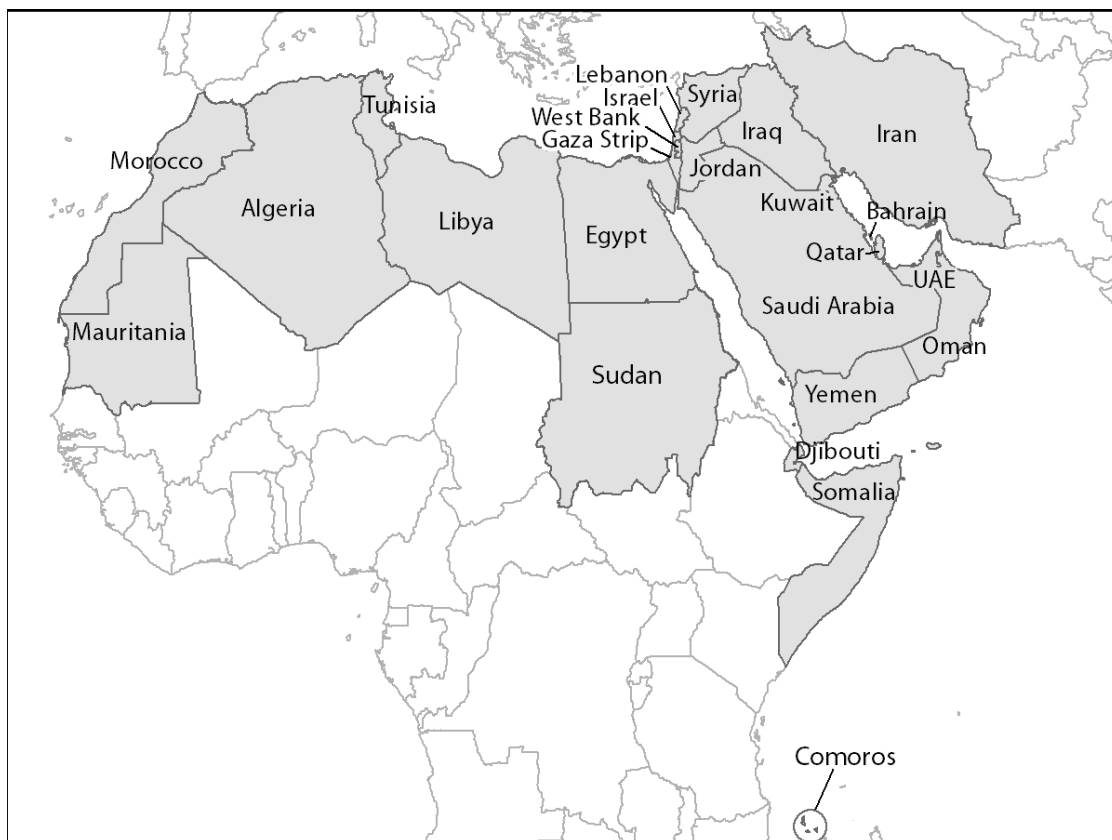 Lebanon
Israel
West Bank
Gaza Strip
Syria
Iraq
Iran
Tunisia
Morocco
Algeria
Libya
Egypt
Jordan
Kuwait
Bahrain
Qatar
UAE
Saudi Arabia
Oman
Mauritania
Sudan
Yemen
Djibouti
Somalia
Comoros